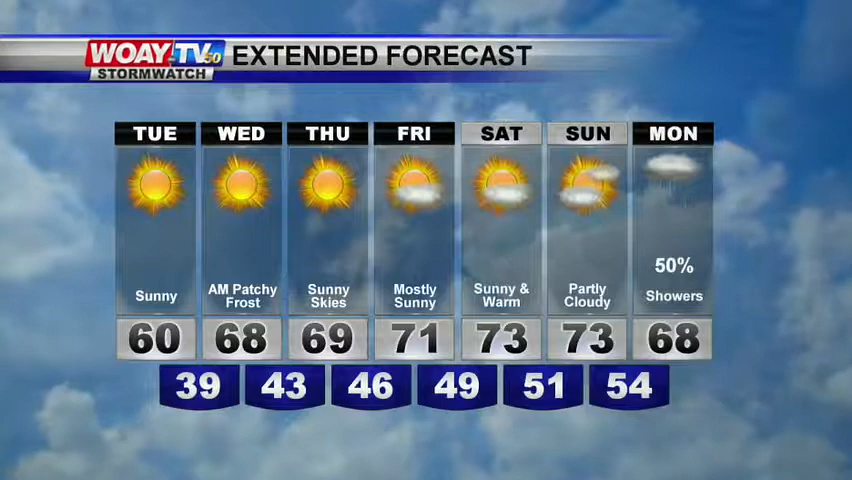 WOAY-TV 50
STORMWATCH
EXTENDED FORECAST
TUE WED THU FRI SAT SUN MON
50%
Sunny
AM Patchy
Frost
Sunny
Skies
Mostly
Sunny
Sunny &
Warm
Partly
Cloudy
Showers
60 68 69 71 73 73 68
39 43 46 49 51 54